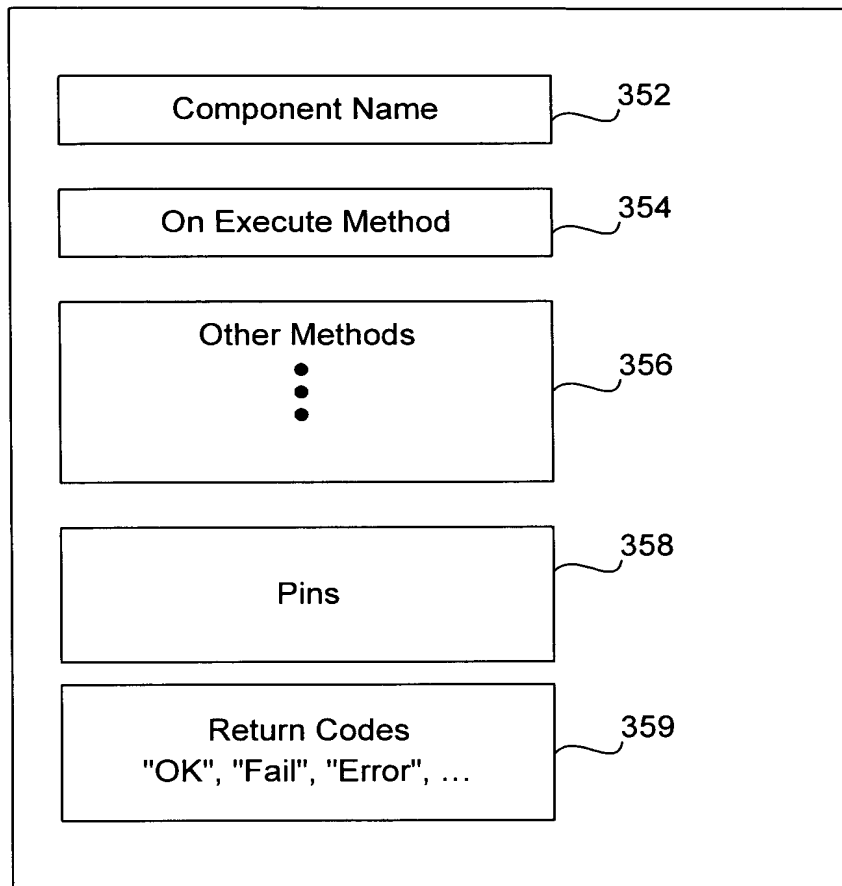 Component Name
352
On Execute Method
354
Other Methods
356
Pins
358
Return Codes
"OK", "Fail", "Error", ...
359